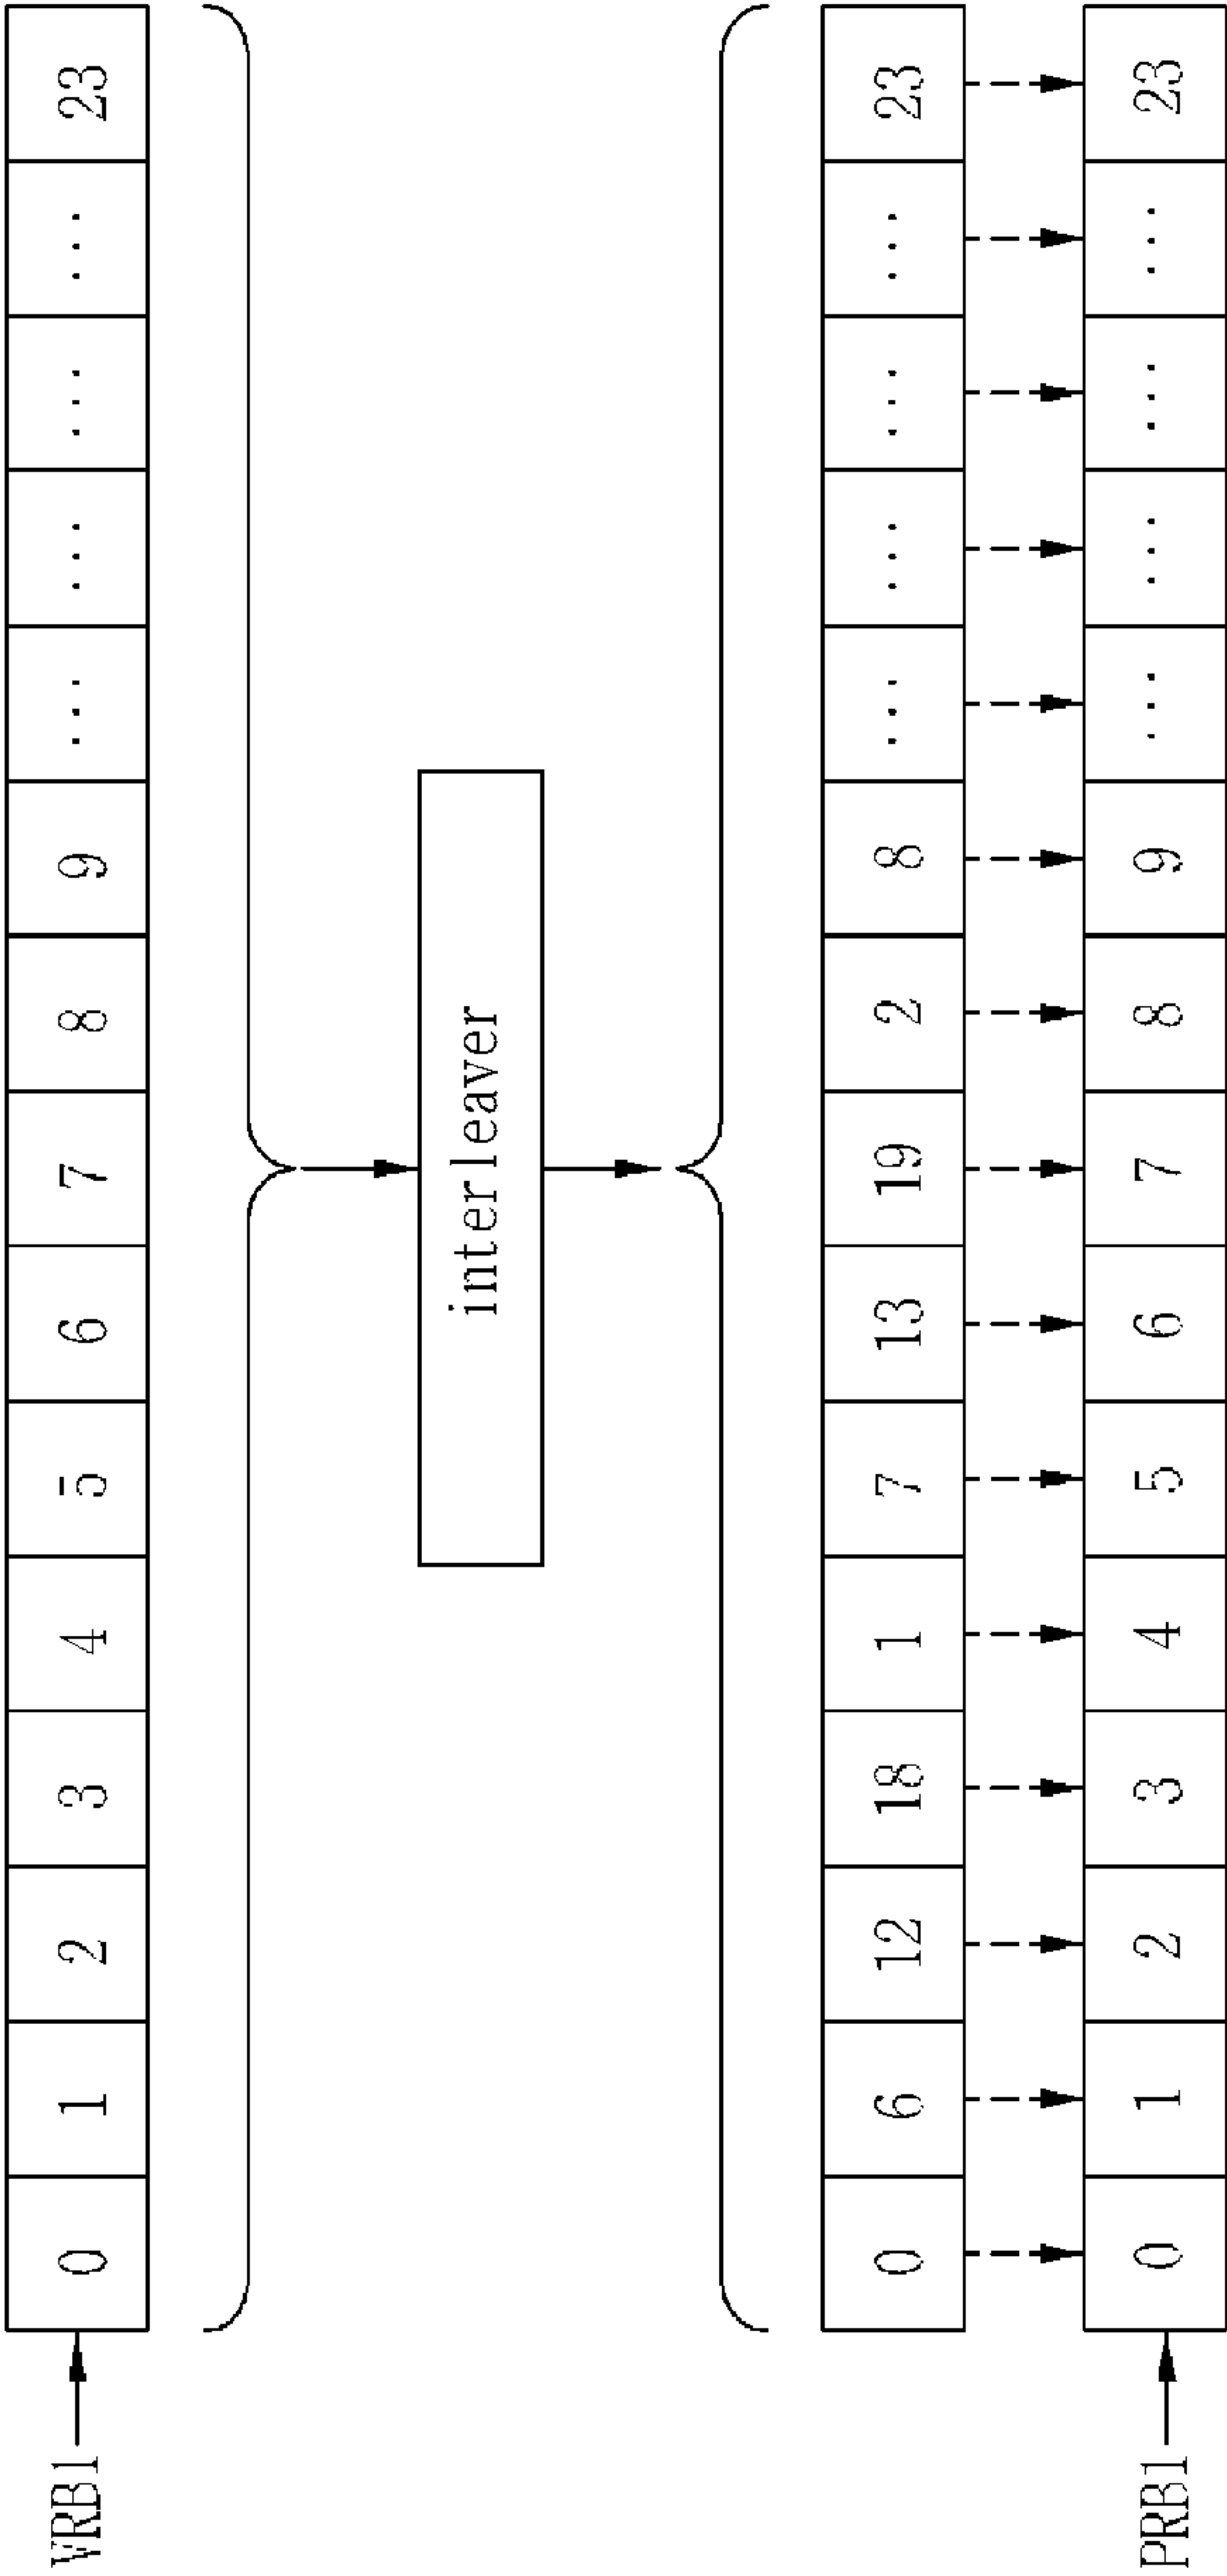 VRB1 0 1 2 3 4 5 6 7 8 9 ... ... ... ... 23
interleaver
0 6 12 18 1 7 13 19 2 8 ... ... ... ... 23
PRB1 0 1 2 3 4 5 6 7 8 9 ... ... ... ... 23